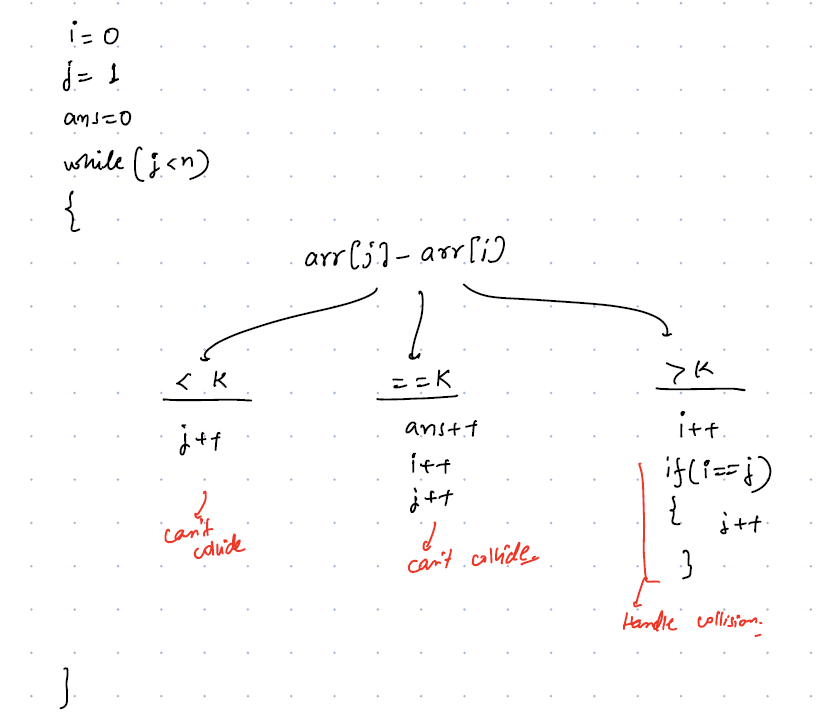 i = 0
j = 1
ans=0
while (j<n)
{
arr[j] - arr[i]
< K
j++
can't
collide
==K
ans++
i++
j++
can't collide.
>K
i++
if(i==j)
{
j++
}
Handle collision.
}